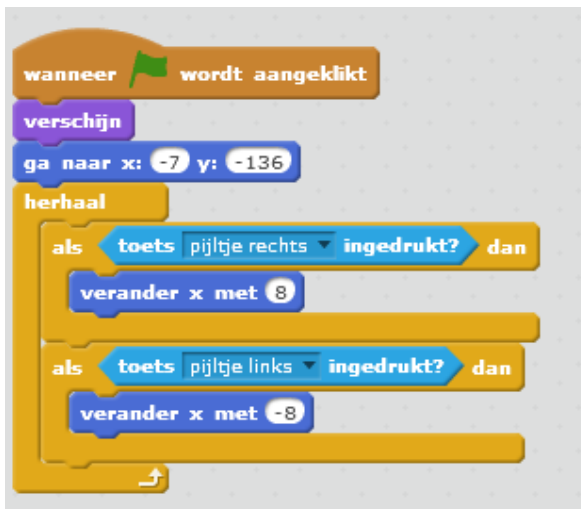 wanneer wordt aangeklikt
verschijn
ga naar x: -7 y: -136
herhaal
als toets pijltje rechts ingedrukt? dan
verander x met 8
als toets pijltje links ingedrukt? dan
verander x met -8